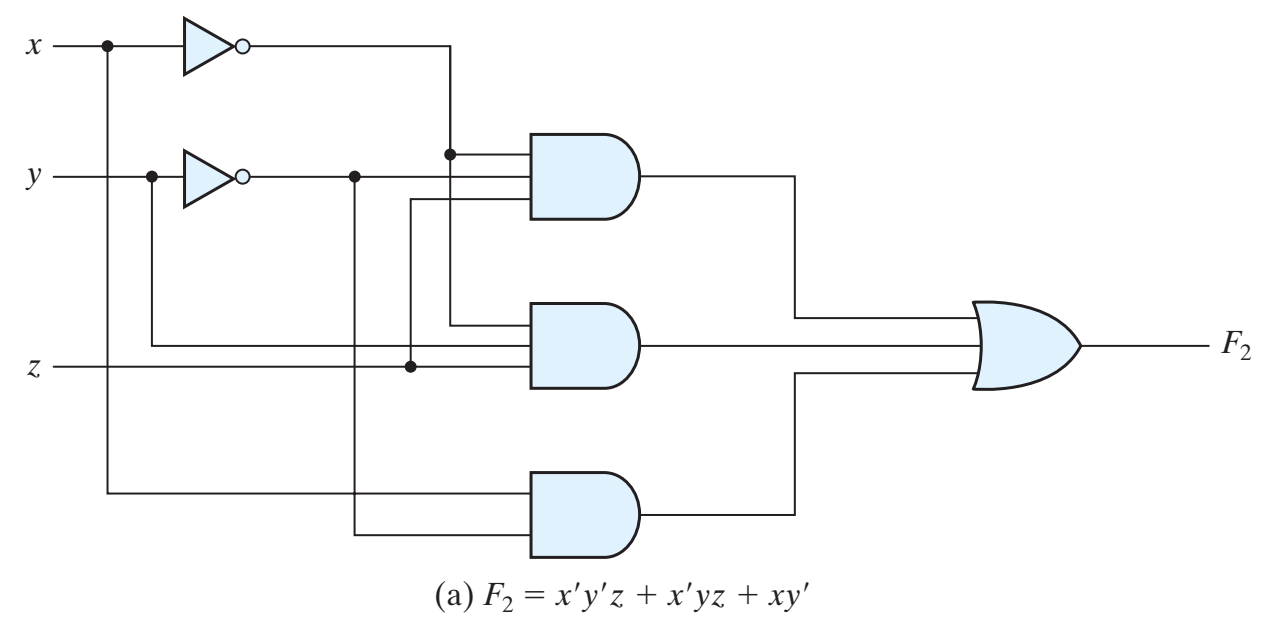 x
y
z
F₂
(a) F₂ = x′y′z + x′yz + xy′